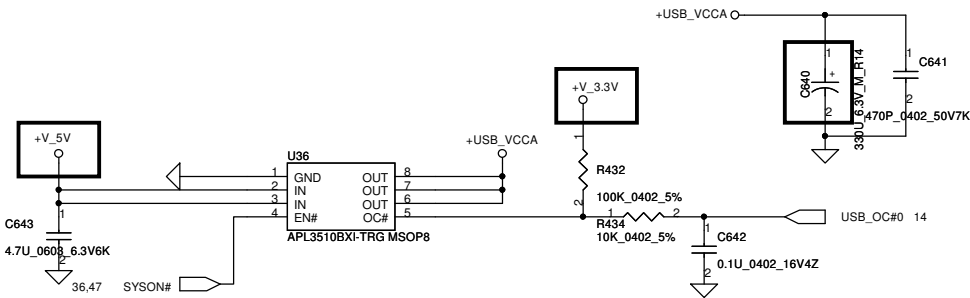 +USB_VCCA
1
C640
+
2
330U_6.3V_M_R14
1
C641
2
470P_0402_50V7K
+V_3.3V
1
R432
2
100K_0402_5%
+V_5V
+USB_VCCA
U36
1 GND OUT 8
2 IN OUT 7
3 IN OUT 6
4 EN# OC# 5
APL3510BXI-TRG MSOP8
1 R434 2
10K_0402_5%
USB_OC#0 14
C643
1
4.7U_0603_6.3V6K
2
1
C642
0.1U_0402_16V4Z
2
36,47 SYSON#